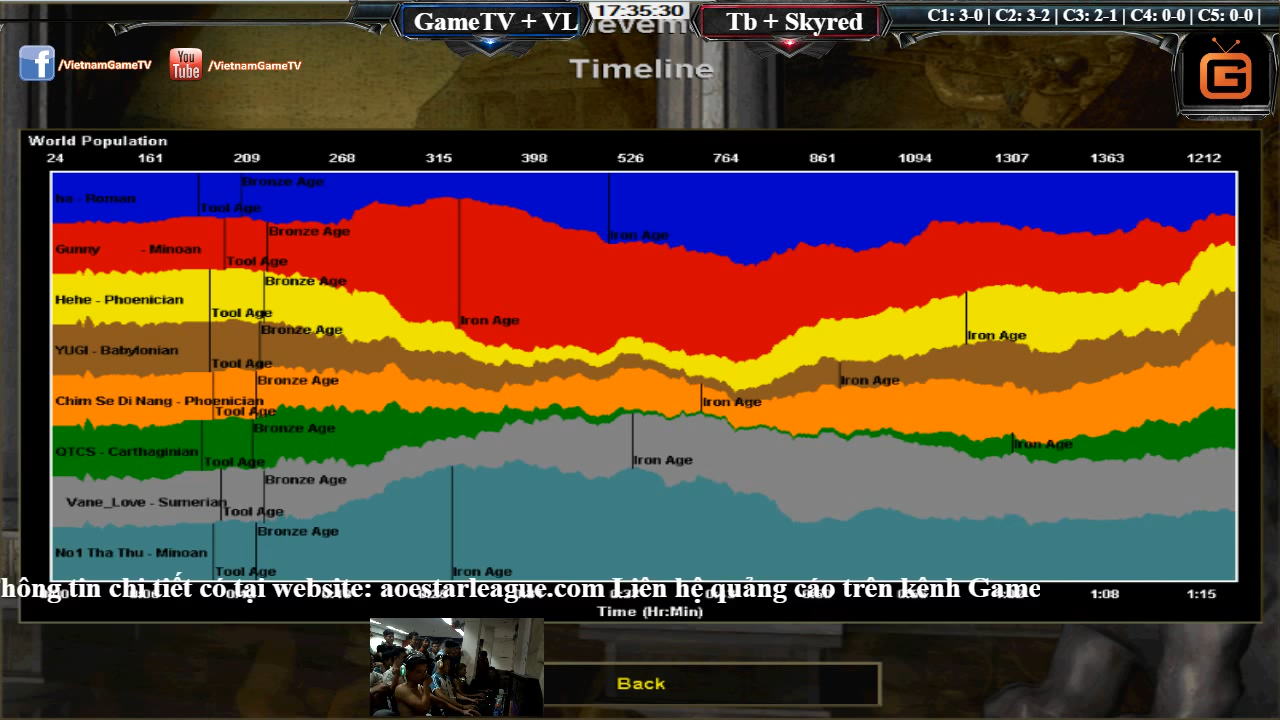 GameTV + VL
17:35:30
Tb + Skyred
C1: 3-0 | C2: 3-2 | C3: 2-1 | C4: 0-0 | C5: 0-0 |
/VietnamGameTV
You Tube
/VietnamGameTV
Timeline
World Population
24 161 209 268 315 398 526 764 861 1094 1307 1363 1212
ha - Roman
Tool Age
Bronze Age
Iron Age
Gunny - Minoan
Tool Age
Bronze Age
Iron Age
Hehe - Phoenician
Tool Age
Bronze Age
Iron Age
YUGI - Babylonian
Tool Age
Bronze Age
Iron Age
Chim Se Di Nang - Phoenician
Tool Age
Bronze Age
Iron Age
QTCS - Carthaginian
Tool Age
Bronze Age
Iron Age
Vane_Love - Sumerian
Tool Age
Bronze Age
Iron Age
No1 Tha Thu - Minoan
Tool Age
Bronze Age
Iron Age
hông tin chi tiết có tại website: aoestarleague.com Liên hệ quảng cáo trên kênh Game
1:08 1:15
Time (Hr:Min)
Back